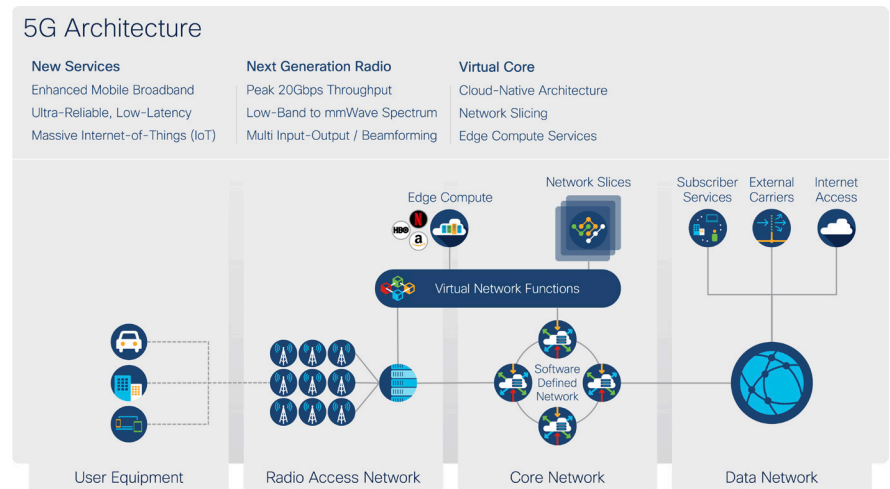 5G Architecture
New Services
Enhanced Mobile Broadband
Ultra-Reliable, Low-Latency
Massive Internet-of-Things (IoT)
Next Generation Radio
Peak 20Gbps Throughput
Low-Band to mmWave Spectrum
Multi Input-Output / Beamforming
Virtual Core
Cloud-Native Architecture
Network Slicing
Edge Compute Services
Edge Compute
HBO
N
a
Network Slices
Subscriber
Services
External
Carriers
Internet
Access
Virtual Network Functions
Software
Defined
Network
User Equipment
Radio Access Network
Core Network
Data Network